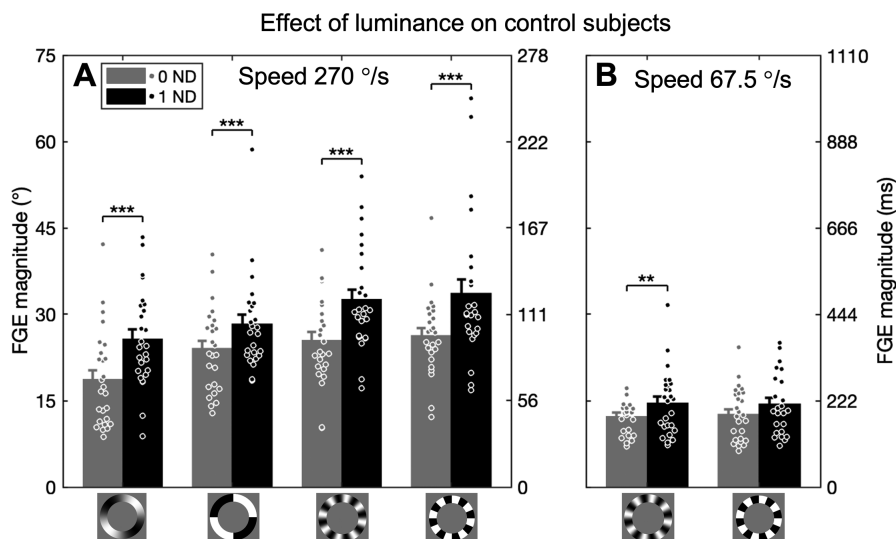 Effect of luminance on control subjects
A
0 ND
1 ND
Speed 270 °/s
B
Speed 67.5 °/s
FGE magnitude (°)
75
60
45
30
15
0
***
***
***
***
278
222
167
111
56
0
**
1110
888
666
444
222
0
FGE magnitude (ms)